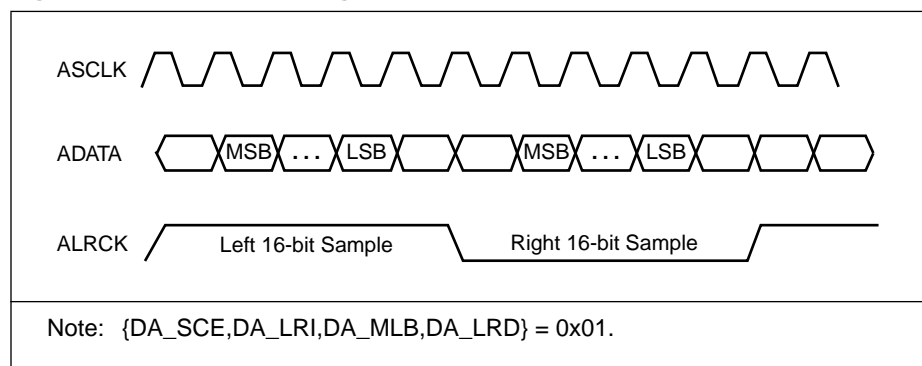 ASCLK
ADATA MSB ... LSB MSB ... LSB
ALRCK Left 16-bit Sample Right 16-bit Sample
Note: {DA_SCE,DA_LRI,DA_MLB,DA_LRD} = 0x01.